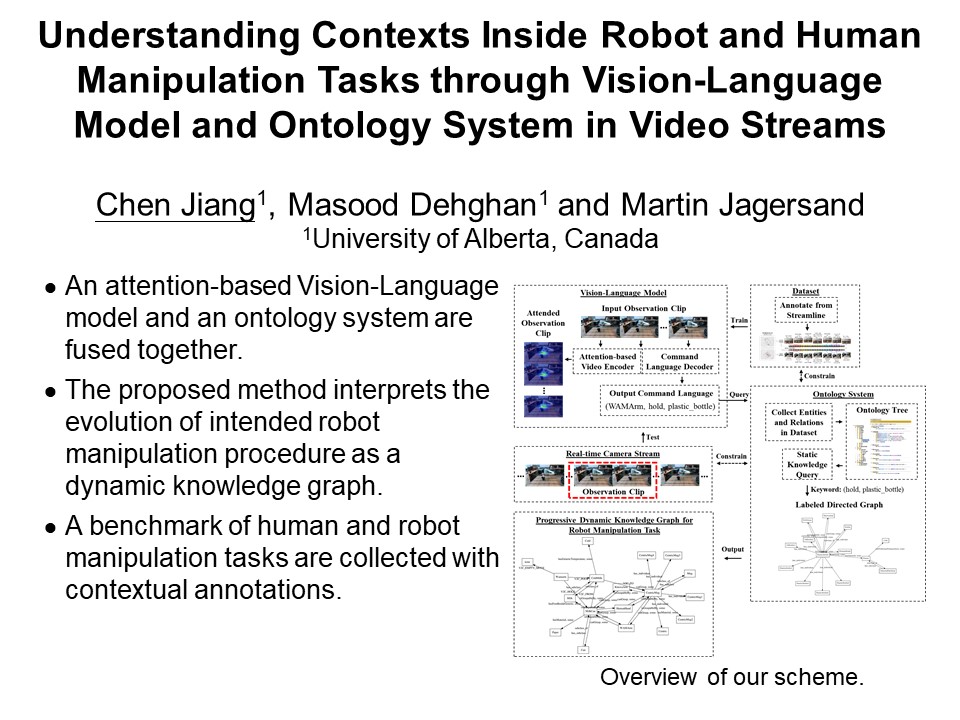 Understanding Contexts Inside Robot and Human
Manipulation Tasks through Vision-Language
Model and Ontology System in Video Streams
Chen Jiang¹, Masood Dehghan¹ and Martin Jagersand
¹University of Alberta, Canada
• An attention-based Vision-Language
model and an ontology system are
fused together.
• The proposed method interprets the
evolution of intended robot
manipulation procedure as a
dynamic knowledge graph.
• A benchmark of human and robot
manipulation tasks are collected with
contextual annotations.
Vision-Language Model
Input Observation Clip
Attended
Observation
Clip
...
Attention-based
Video Encoder
Command
Language Decoder
Output Command Language
(WAMArm, hold, plastic_bottle)
Train
Dataset
Annotate from
Streamline
Constrain
Query
Ontology System
Collect Entities
and Relations
in Dataset
Ontology Tree
Static
Knowledge
Query
Keyword: (hold, plastic_bottle)
Labeled Directed Graph
Test
Real-time Camera Stream
...
...
Observation Clip
Constrain
Progressive Dynamic Knowledge Graph for
Robot Manipulation Task
Output
Overview of our scheme.